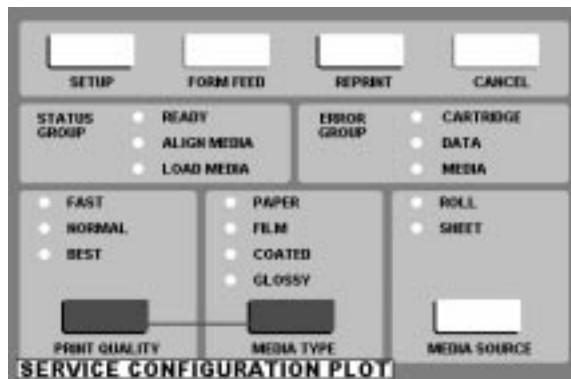 SETUP FORM FEED REPRINT CANCEL
STATUS GROUP
READY
ALIGN MEDIA
LOAD MEDIA
ERROR GROUP
CARTRIDGE
DATA
MEDIA
FAST
NORMAL
BEST
PAPER
FILM
COATED
GLOSSY
ROLL
SHEET
PRINT QUALITY MEDIA TYPE MEDIA SOURCE
SERVICE CONFIGURATION PLOT